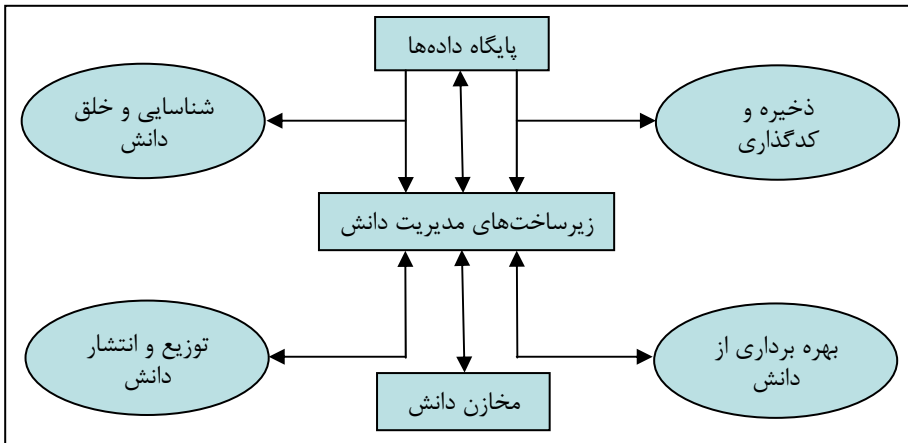 پایگاه داده‌ها
ذخیره و
کدگذاری
شناسایی و خلق
دانش
زیرساخت‌های مدیریت دانش
بهره برداری از
دانش
توزیع و انتشار
دانش
مخازن دانش